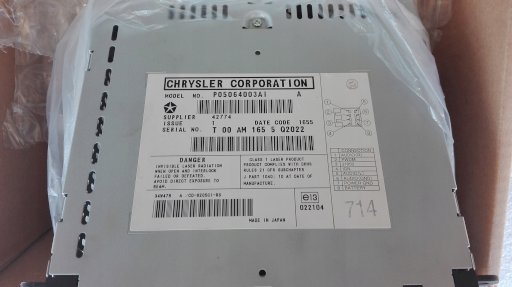 CHRYSLER CORPORATION
MODEL NO. P05064003AI A
SUPPLIER 42774
ISSUE 1 DATE CODE 1655
SERIAL NO. T 00 AM 165 5 Q2022
DANGER
INVISIBLE LASER RADIATION
WHEN OPEN AND INTERLOCK
FAILED OR DEFEATED.
AVOID DIRECT EXPOSURE TO
BEAM.
CLASS 1 LASER PRODUCT
PRODUCT COMPLIES WITH DHHS
RULES 21 CFR SUBCHAPTER
J PART 1040. 10 AT DATE OF
MANUFACTURE.
e13
022104
MADE IN JAPAN
714